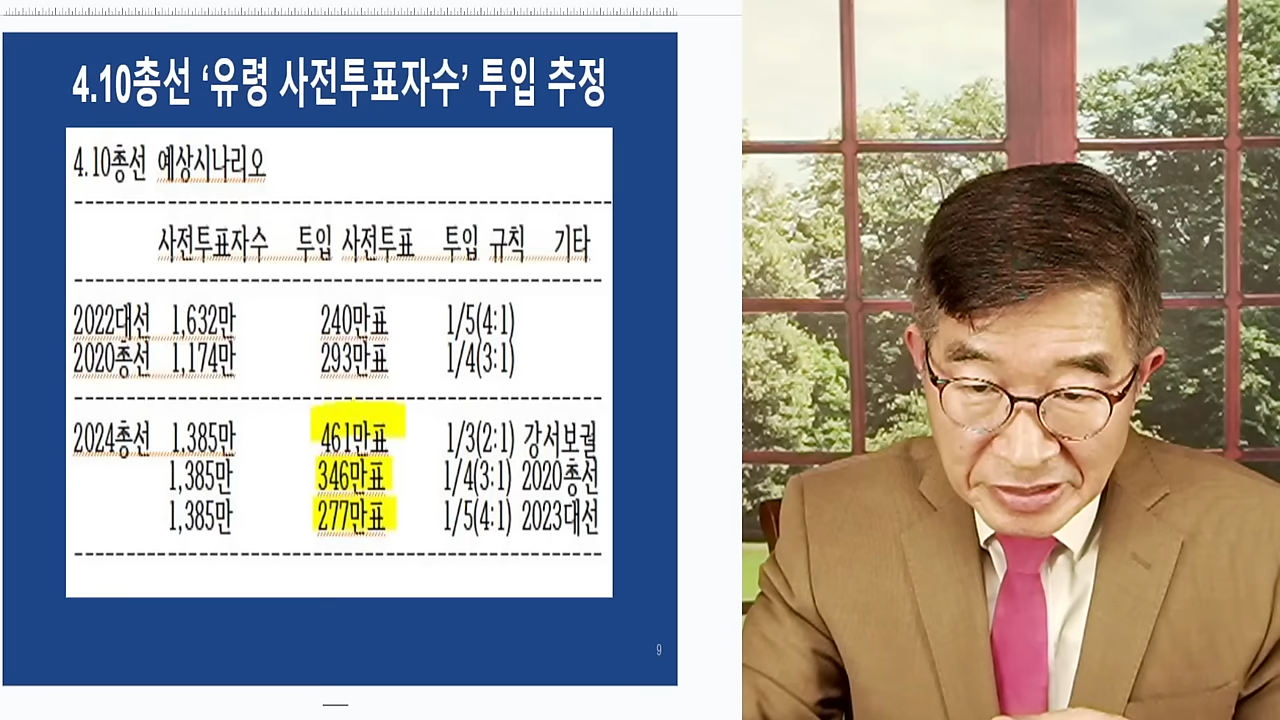 4.10총선 ‘유령 사전투표자수’ 투입 추정
4.10총선 예상시나리오
사전투표자수 투입 사전투표 투입 규칙 기타
2022대선 1,632만 240만표 1/5(4:1)
2020총선 1,174만 293만표 1/4(3:1)
2024총선 1,385만 461만표 1/3(2:1) 강서보궐
1,385만 346만표 1/4(3:1) 2020총선
1,385만 277만표 1/5(4:1) 2023대선
9